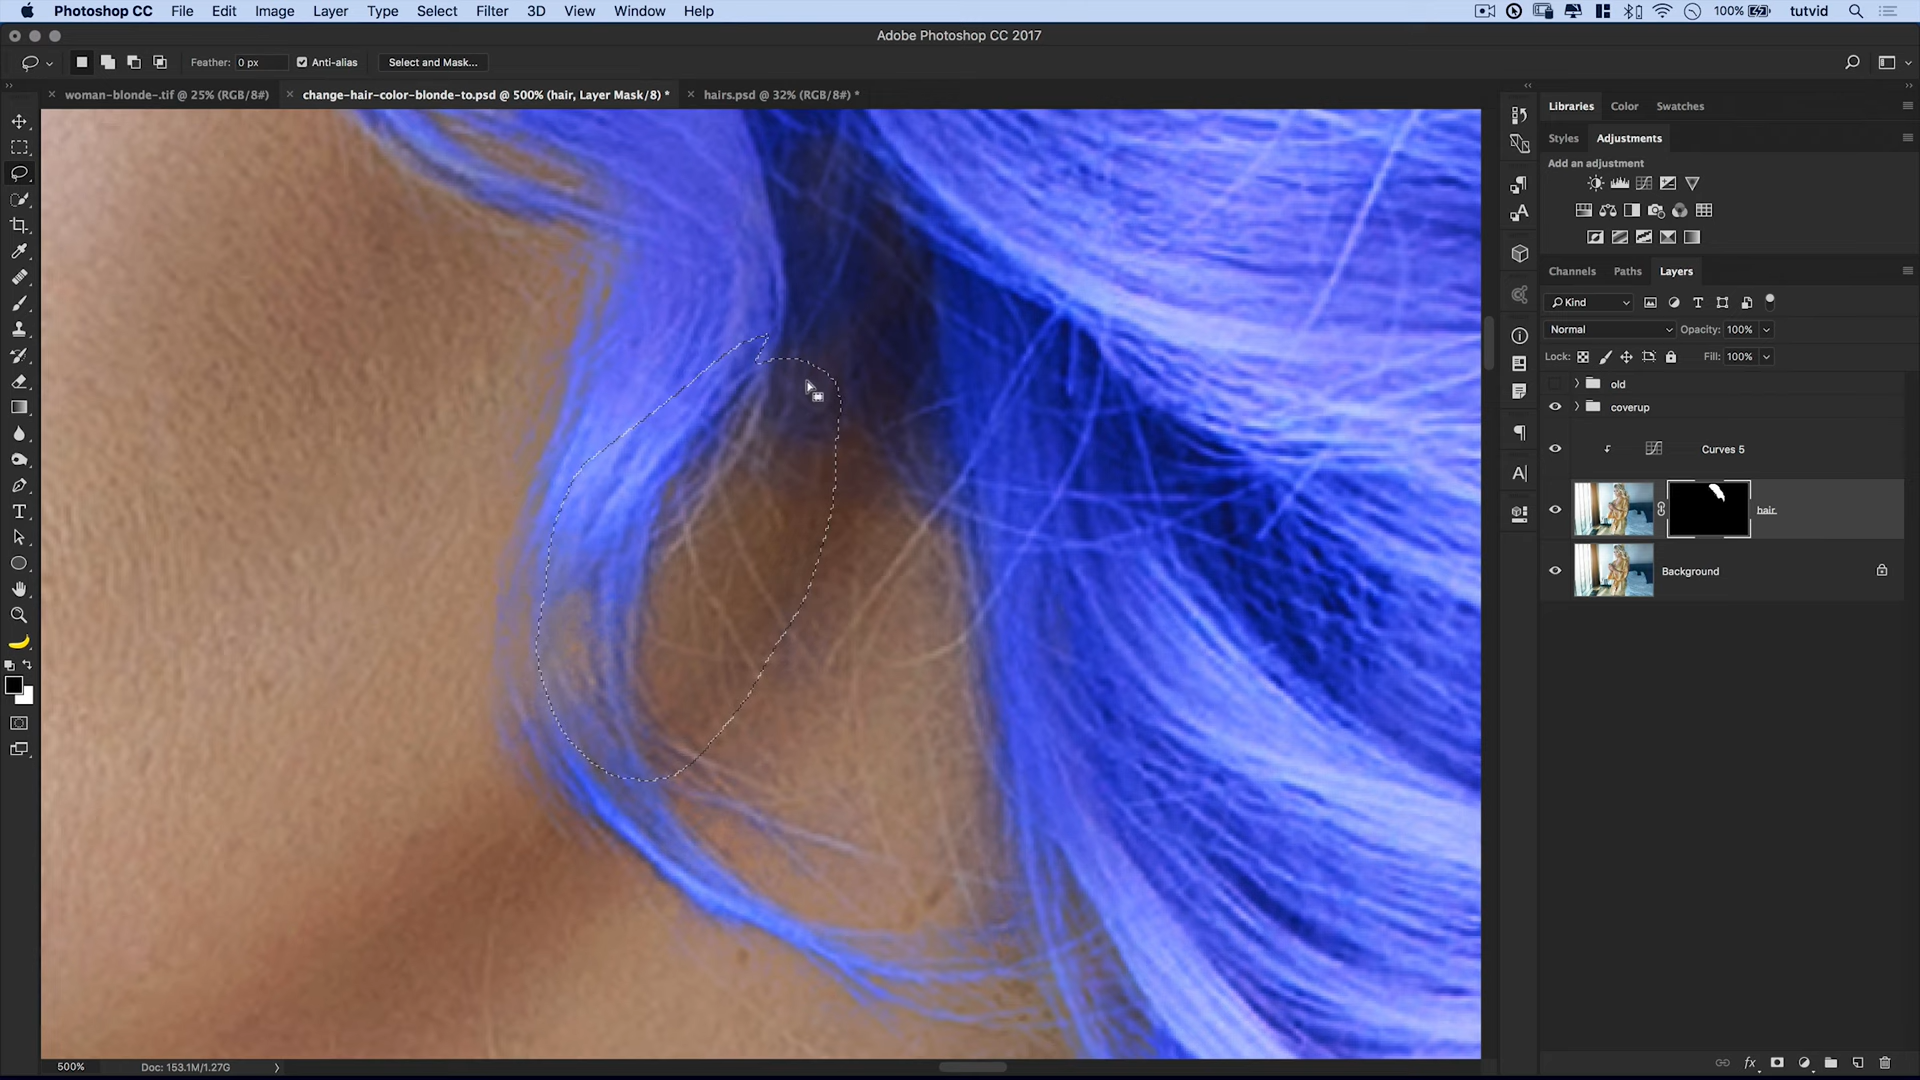 Photoshop CC File Edit Image Layer Type Select Filter 3D View Window Help 100% tutvid
Adobe Photoshop CC 2017
Feather: 0 px Anti-alias Select and Mask...
woman-blonde-.tif @ 25% (RGB/8#) change-hair-color-blonde-to.psd @ 500% (hair, Layer Mask/8) * hairs.psd @ 32% (RGB/8#) *
Libraries Color Swatches
Styles Adjustments
Add an adjustment
Channels Paths Layers
Kind
Normal Opacity: 100%
Lock: Fill: 100%
old
coverup
Curves 5
hair
Background
500% Doc: 153.1M/1.27G